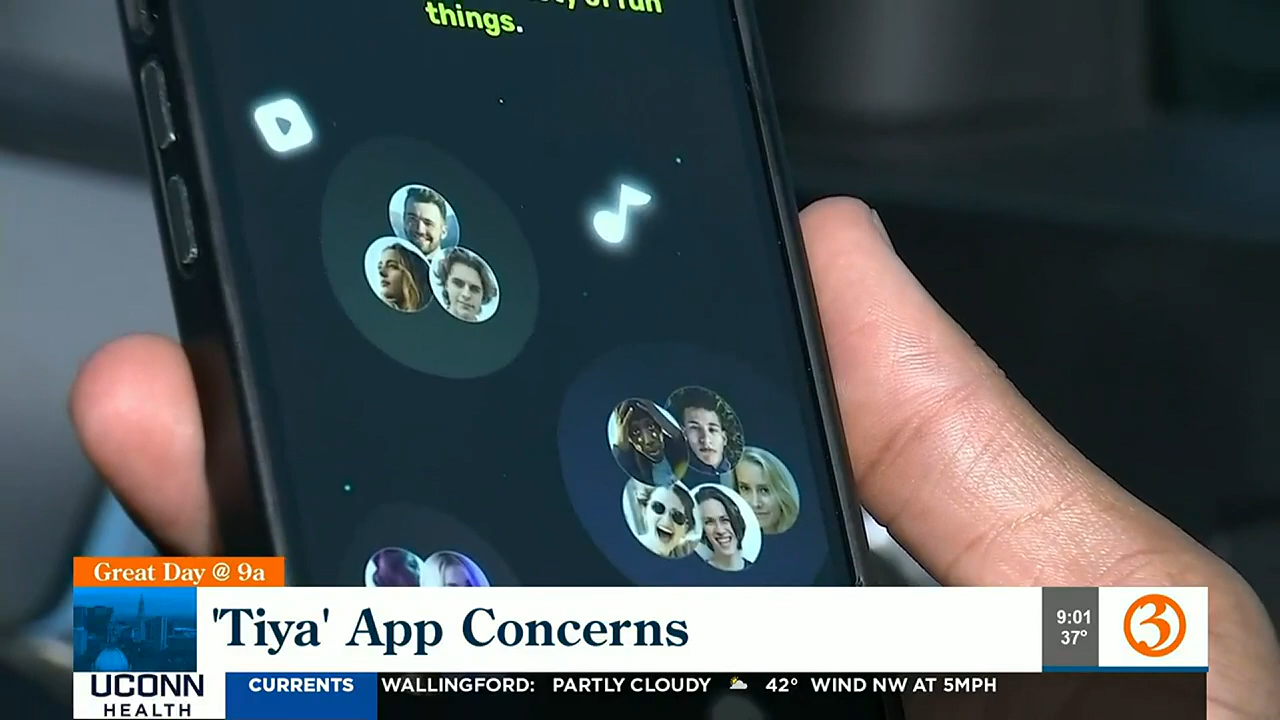 things.
Great Day @ 9a
'Tiya' App Concerns
9:01
37°
3
UCONN
HEALTH
CURRENTS
WALLINGFORD: PARTLY CLOUDY 42° WIND NW AT 5MPH